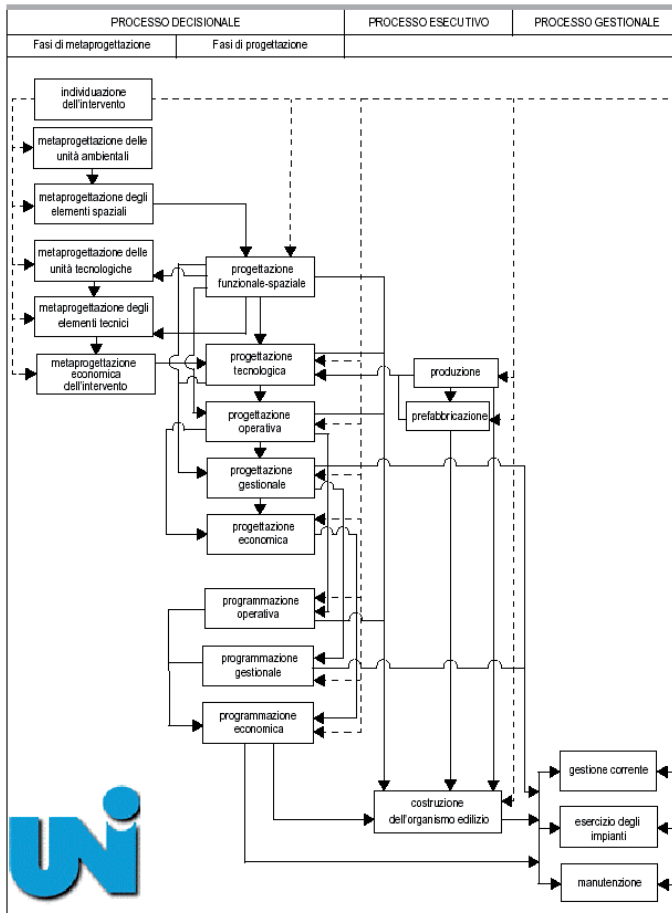 PROCESSO DECISIONALE
PROCESSO ESECUTIVO
PROCESSO GESTIONALE
Fasi di metaprogettazione
Fasi di progettazione
individuazione
dell'intervento
metaprogettazione delle
unità ambientali
metaprogettazione degli
elementi spaziali
metaprogettazione delle
unità tecnologiche
progettazione
funzionale-spaziale
metaprogettazione degli
elementi tecnici
metaprogettazione
economica
dell'intervento
progettazione
tecnologica
produzione
progettazione
operativa
prefabbricazione
progettazione
gestionale
progettazione
economica
programmazione
operativa
programmazione
gestionale
programmazione
economica
gestione corrente
costruzione
dell'organismo edilizio
esercizio degli
impianti
manutenzione
UNI